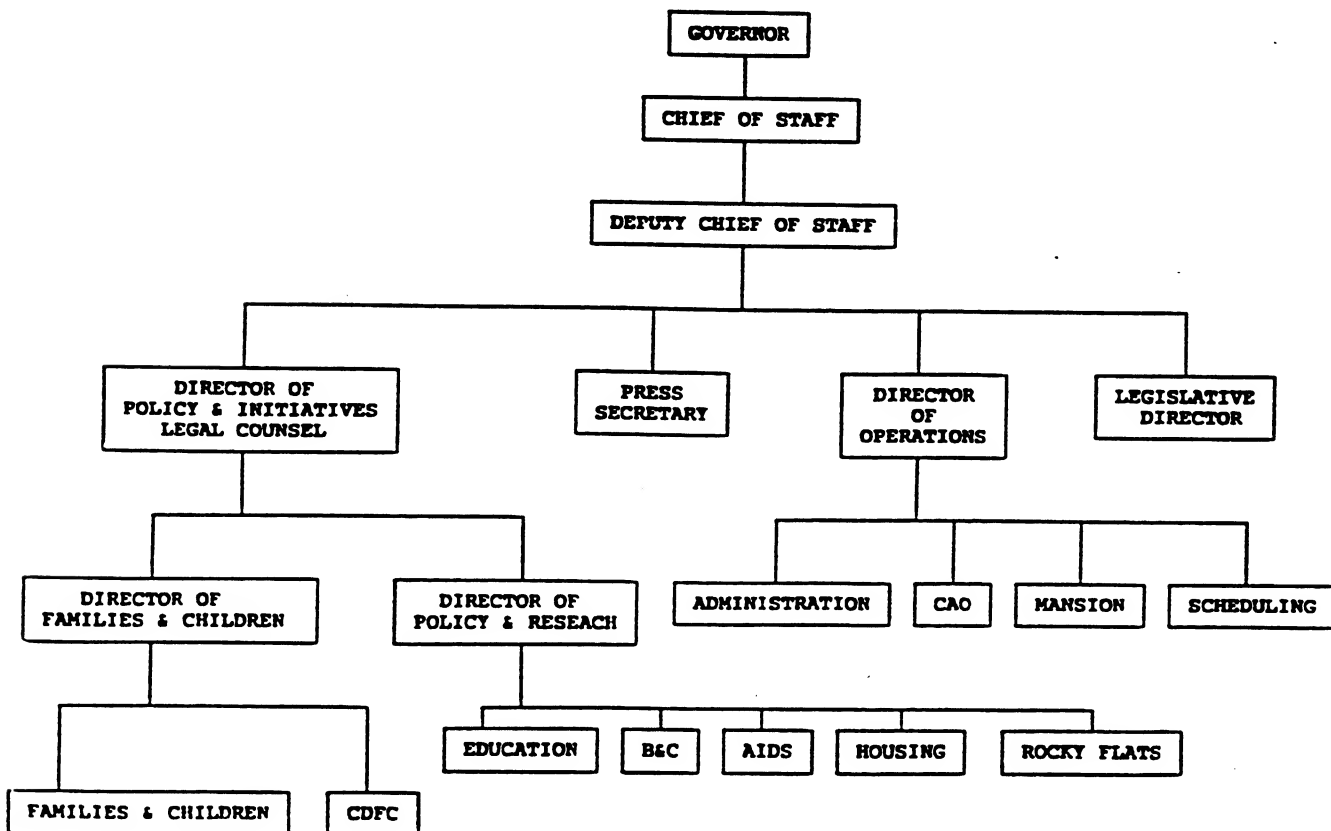 GOVERNOR
CHIEF OF STAFF
DEPUTY CHIEF OF STAFF
DIRECTOR OF
POLICY & INITIATIVES
LEGAL COUNSEL
PRESS
SECRETARY
DIRECTOR
OF
OPERATIONS
LEGISLATIVE
DIRECTOR
DIRECTOR OF
FAMILIES & CHILDREN
DIRECTOR OF
POLICY & RESEACH
ADMINISTRATION
CAO
MANSION
SCHEDULING
EDUCATION
B&C
AIDS
HOUSING
ROCKY FLATS
FAMILIES & CHILDREN
CDFC